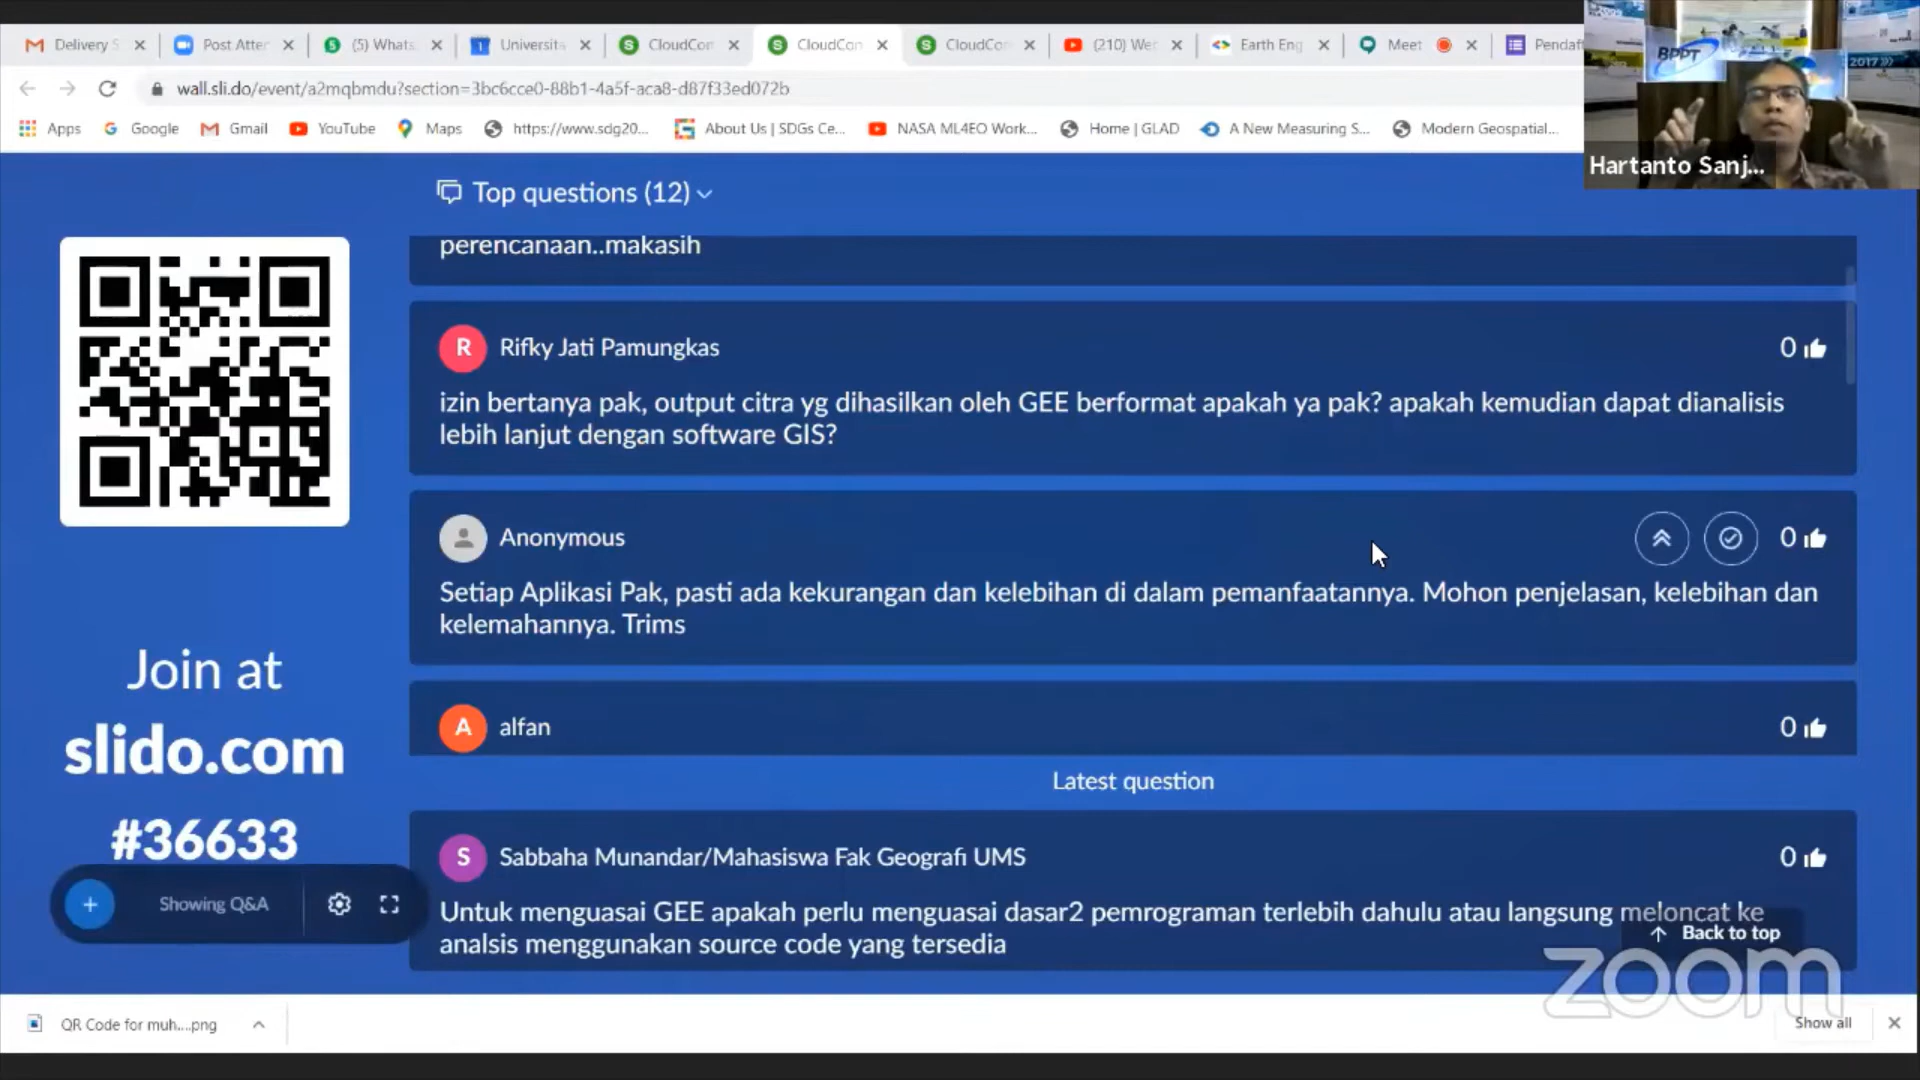 Delivery S
Post Atter
(5) Whats
Universita
CloudCon
CloudCon
CloudCon
(210) We
Earth Eng
Meet
Pendaft
wall.sli.do/event/a2mqbmdu?section=3bc6cce0-88b1-4a5f-aca8-d87f33ed072b
Apps
Google
Gmail
YouTube
Maps
https://www.sdg20...
About Us | SDGs Ce...
NASA ML4EO Work...
Home | GLAD
A New Measuring S...
Modern Geospatial...
BPPT
2017
Hartanto Sanj...
Top questions (12)
perencanaan..makasih
R
Rifky Jati Pamungkas
0
izin bertanya pak, output citra yg dihasilkan oleh GEE berformat apakah ya pak? apakah kemudian dapat dianalisis
lebih lanjut dengan software GIS?
Anonymous
0
Setiap Aplikasi Pak, pasti ada kekurangan dan kelebihan di dalam pemanfaatannya. Mohon penjelasan, kelebihan dan
kelemahannya. Trims
A
alfan
0
Latest question
S
Sabbaha Munandar/Mahasiswa Fak Geografi UMS
0
Untuk menguasai GEE apakah perlu menguasai dasar2 pemrograman terlebih dahulu atau langsung meloncat ke
analsis menggunakan source code yang tersedia
Back to top
Join at
slido.com
#36633
Showing Q&A
zoom
QR Code for muh....png
Show all